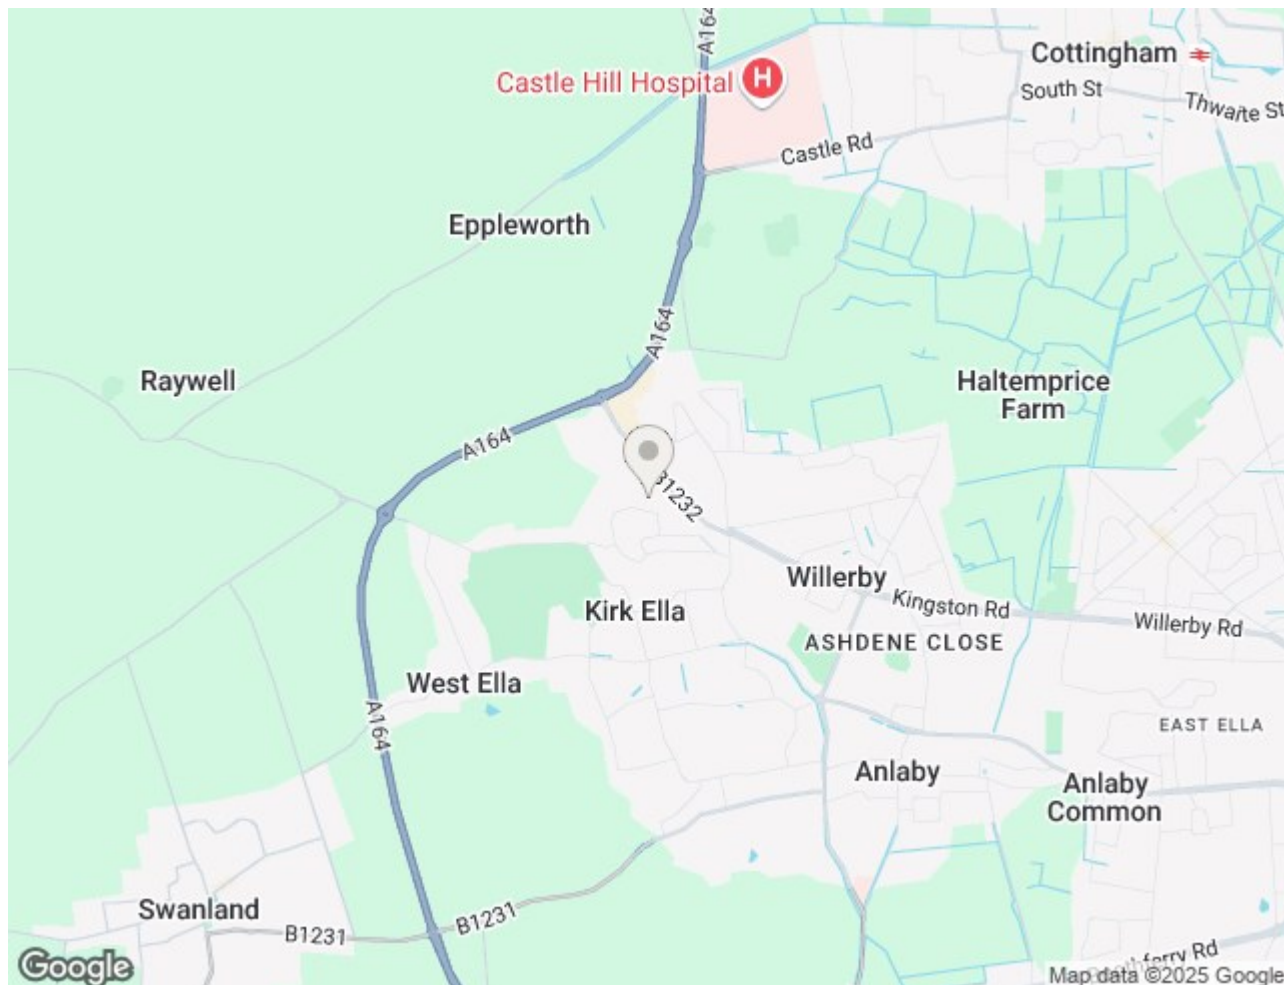 A164
Cottingham
Castle Hill Hospital
H
South St
Thwaite St
Castle Rd
Eppleworth
A164
Raywell
Haltemprice
Farm
A164
B1232
Willerby
Kingston Rd
Kirk Ella
Willerby Rd
ASHDENE CLOSE
West Ella
A164
EAST ELLA
Anlaby
Anlaby
Common
Swanland
B1231
B1231
Boothferry Rd
Google
Map data ©2025 Google